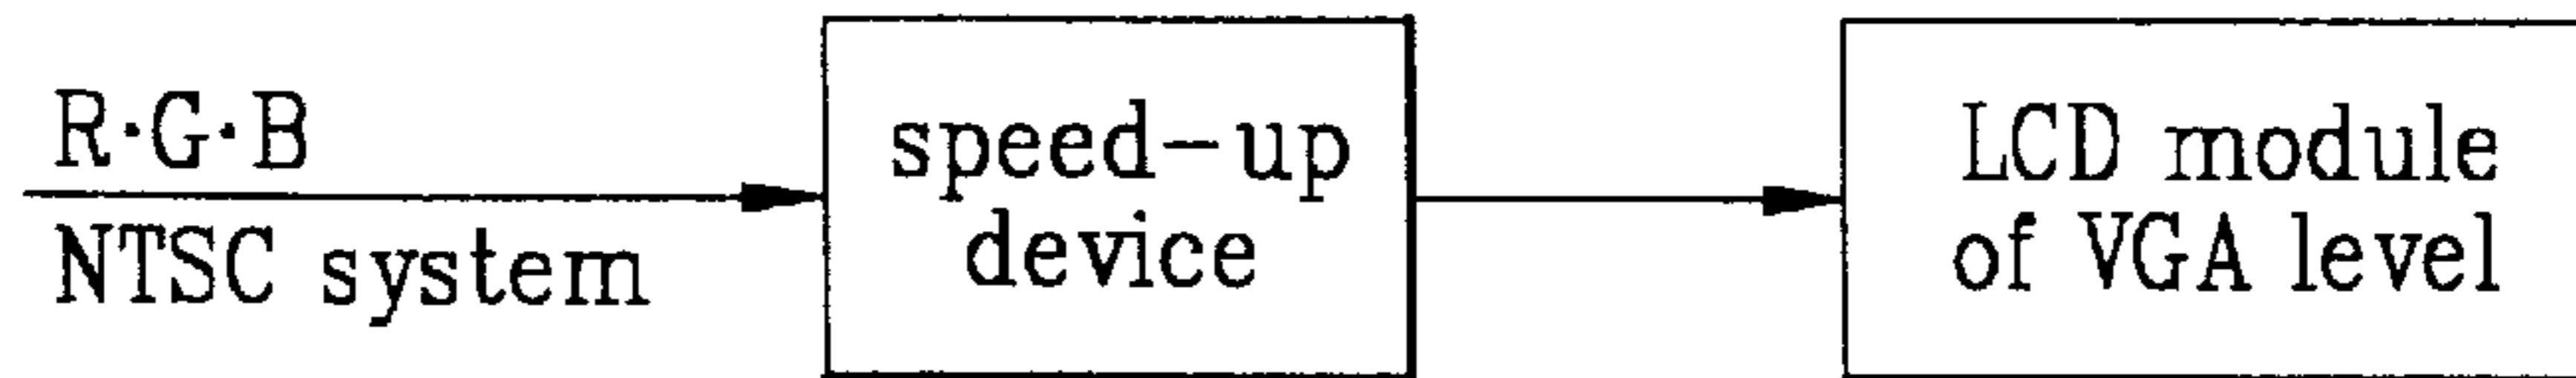 R·G·B
NTSC system
speed-up
device
LCD module
of VGA level